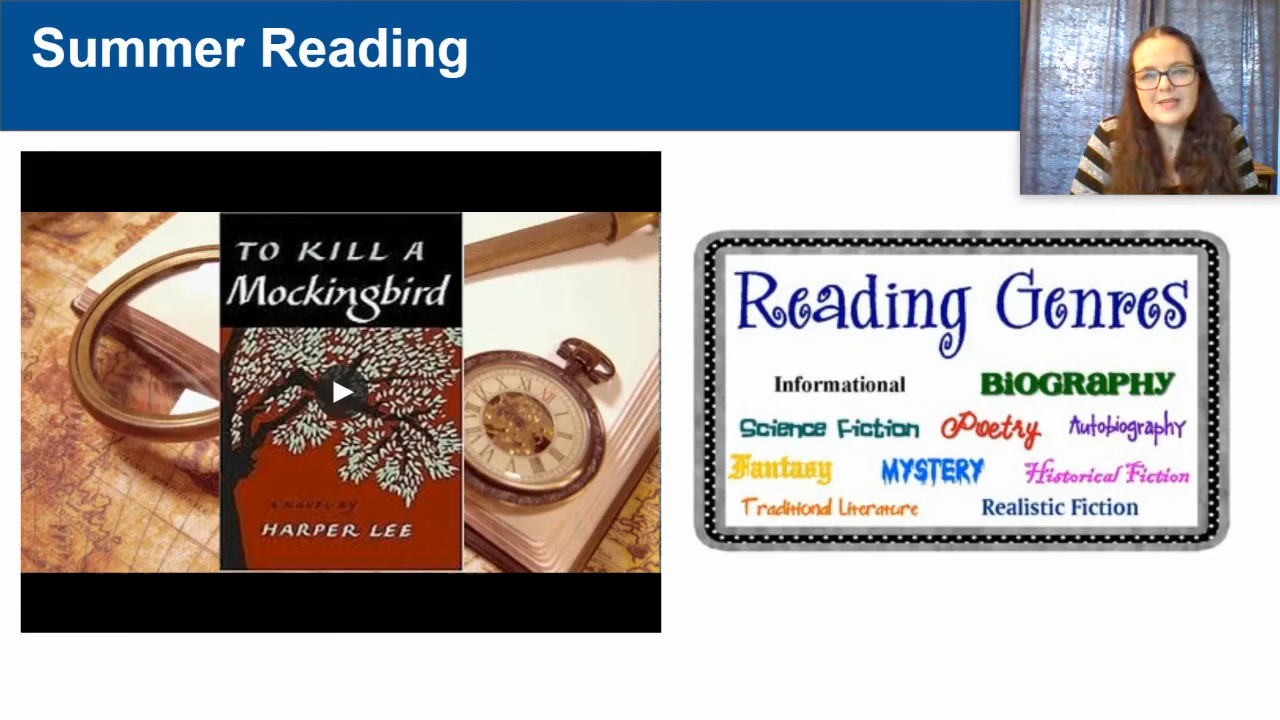 Summer Reading
TO KILL A
Mockingbird
A NOVEL BY
HARPER LEE
Reading Genres
Informational
BiOGRAPHY
Science Fiction
Poetry
Autobiography
Fantasy
MYSTERY
Historical Fiction
Traditional Literature
Realistic Fiction